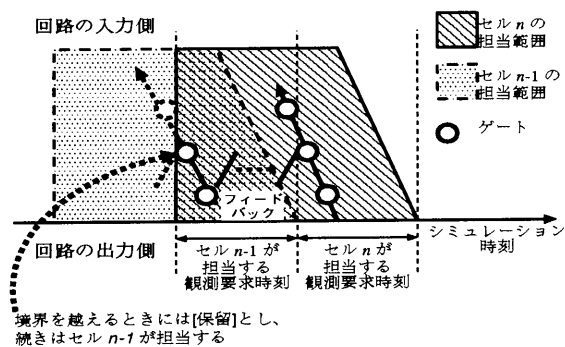 回路の入力側
セルnの
担当範囲
セルn-1の
担当範囲
ゲート
フィード
バック
回路の出力側
セルn-1が
担当する
観測要求時刻
セルnが
担当する
観測要求時刻
シミュレーション
時刻
境界を越えるときには[保留]とし、
続きはセルn-1が担当する